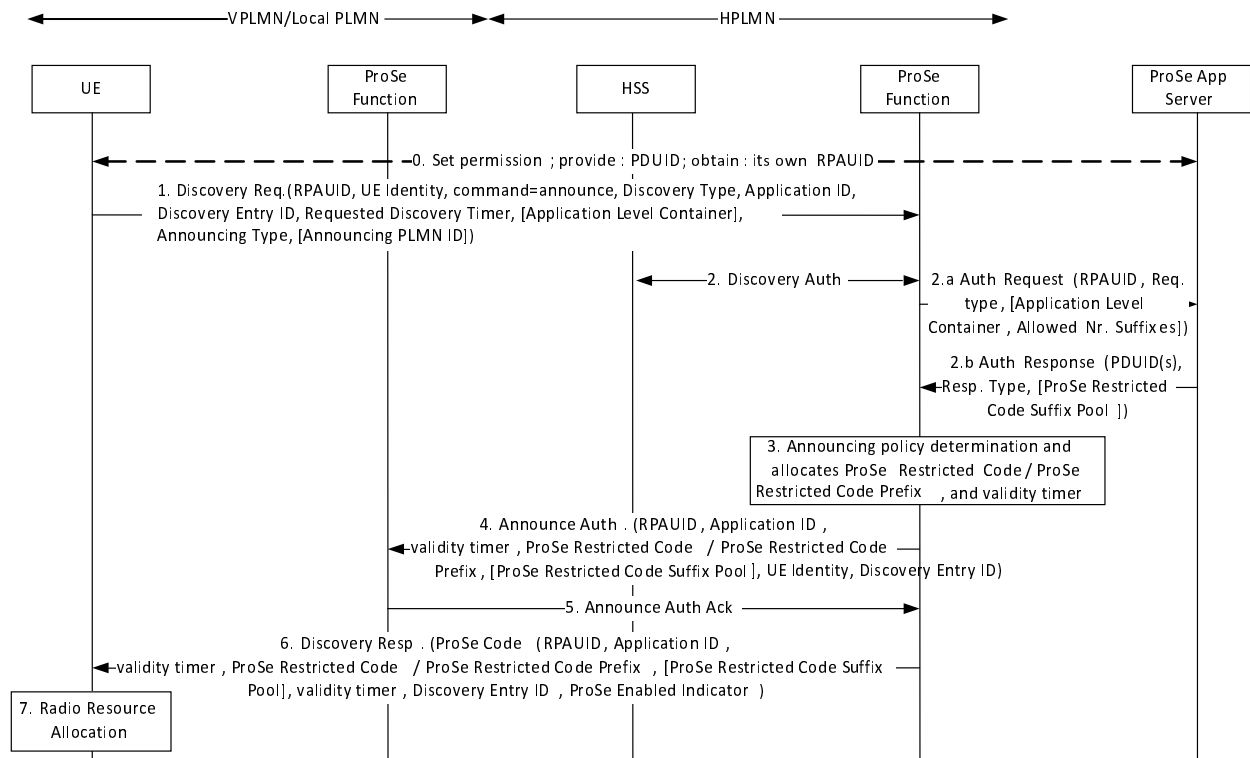 VPLMN/Local PLMN
HPLMN
UE
ProSe
Function
HSS
ProSe
Function
ProSe App
Server
0. Set permission ; provide : PDUID; obtain : its own RPAUID
1. Discovery Req.(RPAUID, UE Identity, command=announce, Discovery Type, Application ID,
Discovery Entry ID, Requested Discovery Timer, [Application Level Container],
Announcing Type, [Announcing PLMN ID])
2. Discovery Auth
2.a Auth Request (RPAUID, Req.
type, [Application Level
Container , Allowed Nr. Suffixes])
2.b Auth Response (PDUID(s),
Resp. Type, [ProSe Restricted
Code Suffix Pool ])
3. Announcing policy determination and
allocates ProSe Restricted Code / ProSe
Restricted Code Prefix , and validity timer
4. Announce Auth . (RPAUID, Application ID ,
validity timer , ProSe Restricted Code / ProSe Restricted Code
Prefix, [ProSe Restricted Code Suffix Pool ], UE Identity, Discovery Entry ID)
5. Announce Auth Ack
6. Discovery Resp . (ProSe Code (RPAUID, Application ID ,
validity timer , ProSe Restricted Code / ProSe Restricted Code Prefix , [ProSe Restricted Code Suffix
Pool], validity timer , Discovery Entry ID , ProSe Enabled Indicator )
7. Radio Resource
Allocation